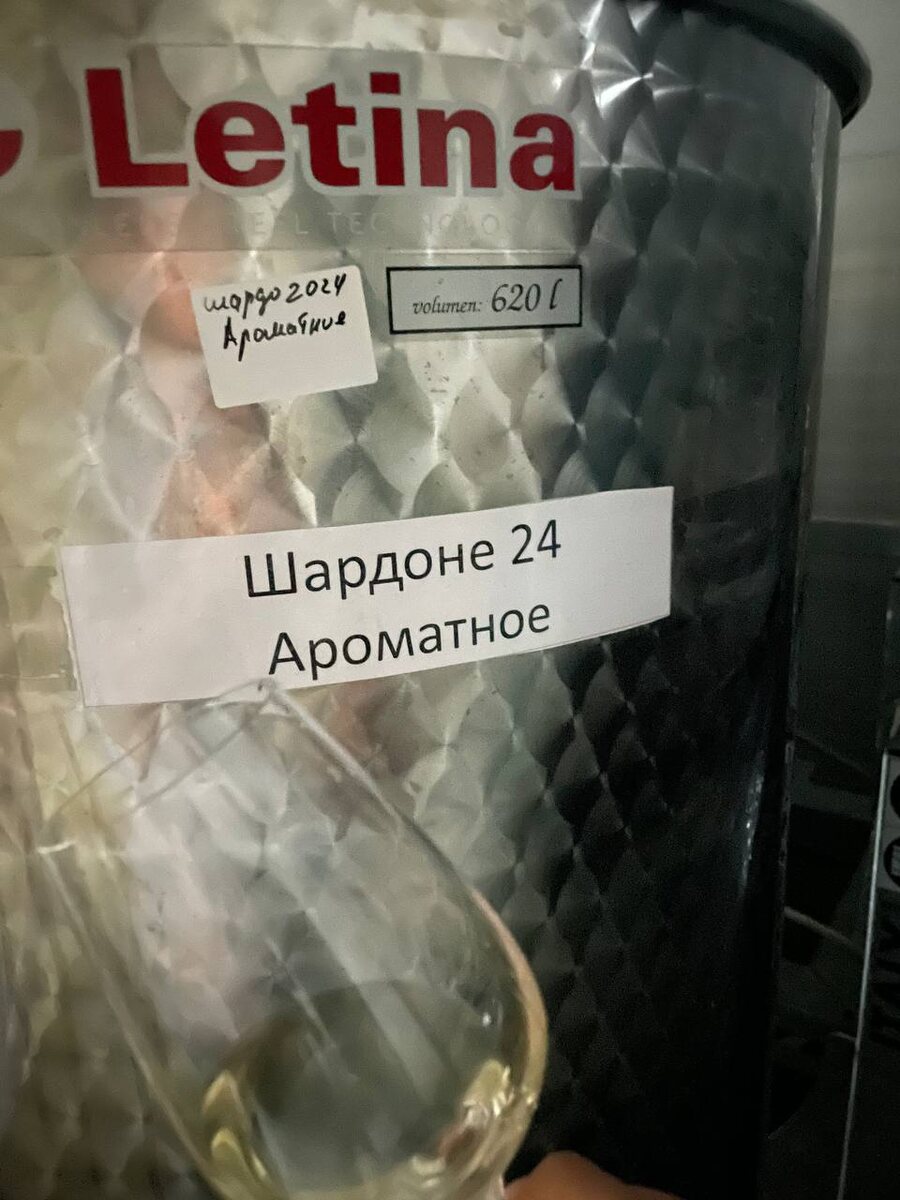 Letina
шардо 2024
Ароматние
volumen: 620 l
Шардоне 24
Ароматное